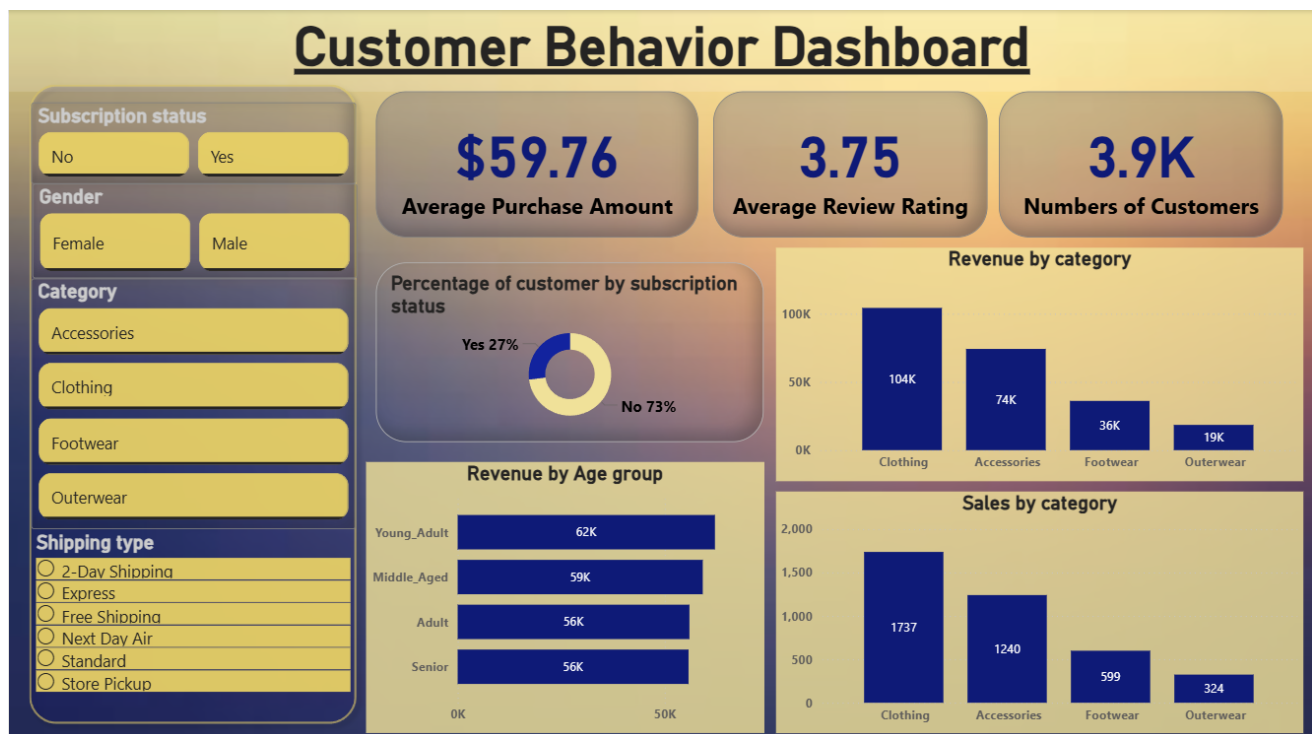 Customer Behavior Dashboard
Subscription status
No
Yes
Gender
Female
Male
Category
Accessories
Clothing
Footwear
Outerwear
Shipping type
2-Day Shipping
Express
Free Shipping
Next Day Air
Standard
Store Pickup
$59.76
Average Purchase Amount
3.75
Average Review Rating
3.9K
Numbers of Customers
Percentage of customer by subscription
status
Yes 27%
No 73%
Revenue by Age group
Young_Adult
62K
Middle_Aged
59K
Adult
56K
Senior
56K
0K
50K
Revenue by category
100K
50K
0K
104K
74K
36K
19K
Clothing
Accessories
Footwear
Outerwear
Sales by category
2,000
1,500
1,000
500
0
1737
1240
599
324
Clothing
Accessories
Footwear
Outerwear